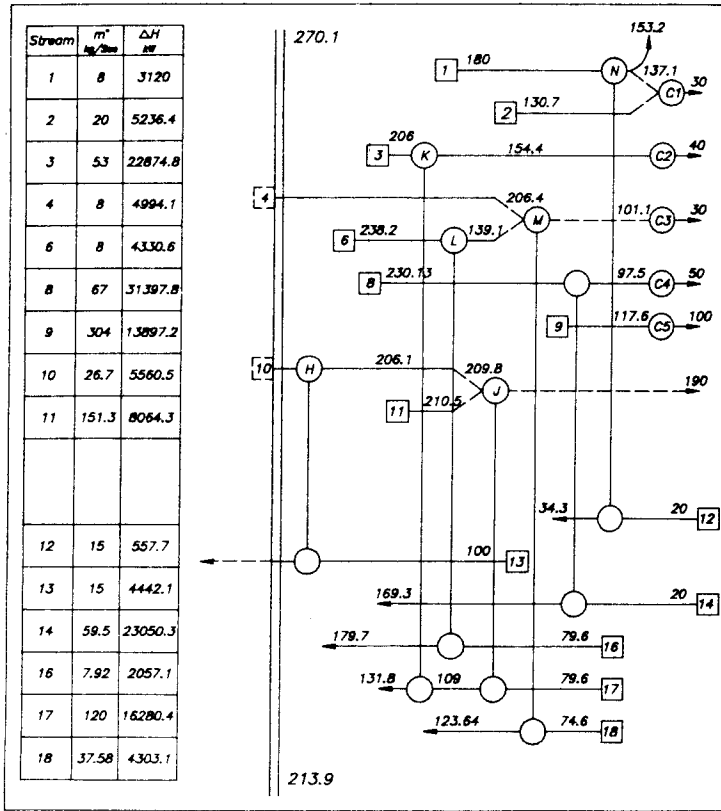 Stream m° kg/Sec ΔH kW
1 8 3120
2 20 5236.4
3 53 22874.8
4 8 4994.1
6 8 4330.6
8 67 31397.8
9 304 13897.2
10 26.7 5560.5
11 151.3 8064.3
12 15 557.7
13 15 4442.1
14 59.5 23050.3
16 7.92 2057.1
17 120 16280.4
18 37.58 4303.1
270.1
153.2
1 180 N 137.1
C1 30
2 130.7
3 206 K 154.4 C2 40
4 206.4
M 101.1 C3 30
6 238.2 L 139.1
8 230.13 97.5 C4 50
9 117.6 C5 100
10 H 206.1 209.8
J 190
11 210.5
34.3 20 12
100 13
169.3 20 14
179.7 79.6 16
131.8 109 79.6 17
123.64 74.6 18
213.9